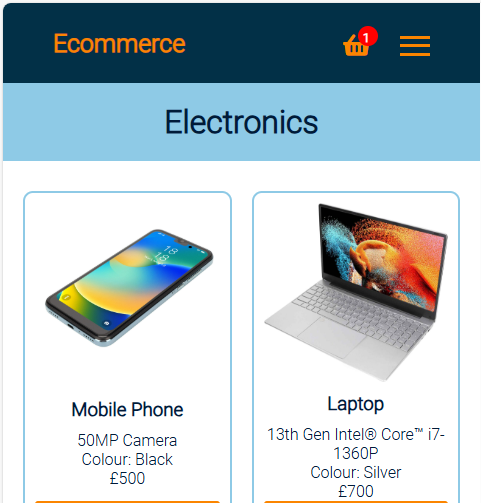 Ecommerce
1
Electronics
Mobile Phone
50MP Camera
Colour: Black
£500
Laptop
13th Gen Intel® Core™ i7-
1360P
Colour: Silver
£700